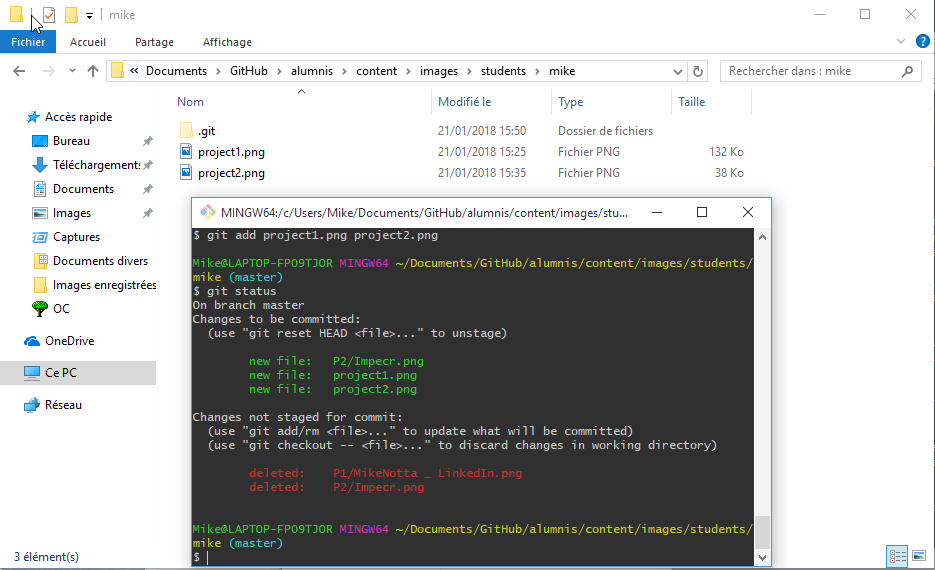 mike
Fichier Accueil Partage Affichage
« Documents > GitHub > alumnis > content > images > students > mike
Rechercher dans : mike
Nom Modifié le Type Taille
.git 21/01/2018 15:50 Dossier de fichiers
project1.png 21/01/2018 15:25 Fichier PNG 132 Ko
project2.png 21/01/2018 15:35 Fichier PNG 38 Ko
Accès rapide
Bureau
Téléchargements
Documents
Images
Captures
Documents divers
Images enregistrées
OC
OneDrive
Ce PC
Réseau
3 élément(s)
MINGW64:/c/Users/Mike/Documents/GitHub/alumnis/content/images/stu...
$ git add project1.png project2.png
Mike@LAPTOP-FPO9TJOR MINGW64 ~/Documents/GitHub/alumnis/content/images/students/
mike (master)
$ git status
On branch master
Changes to be committed:
(use "git reset HEAD <file>..." to unstage)
new file: P2/Impecr.png
new file: project1.png
new file: project2.png
Changes not staged for commit:
(use "git add/rm <file>..." to update what will be committed)
(use "git checkout -- <file>..." to discard changes in working directory)
deleted: P1/MikeNotta _ LinkedIn.png
deleted: P2/Impecr.png
Mike@LAPTOP-FPO9TJOR MINGW64 ~/Documents/GitHub/alumnis/content/images/students/
mike (master)
$